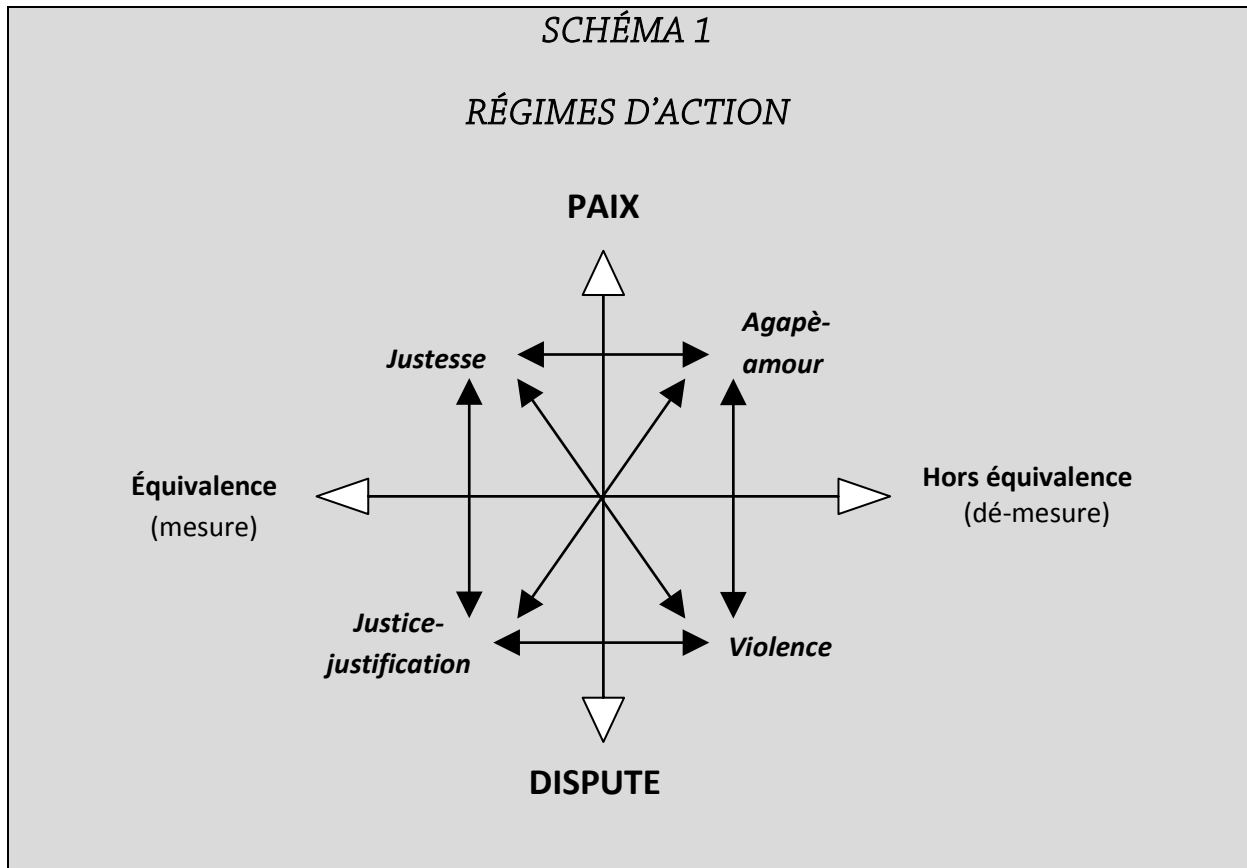 SCHÉMA 1
RÉGIMES D'ACTION
PAIX
Justesse
Agapè-
amour
Équivalence
(mesure)
Hors équivalence
(dé-mesure)
Justice-
justification
Violence
DISPUTE